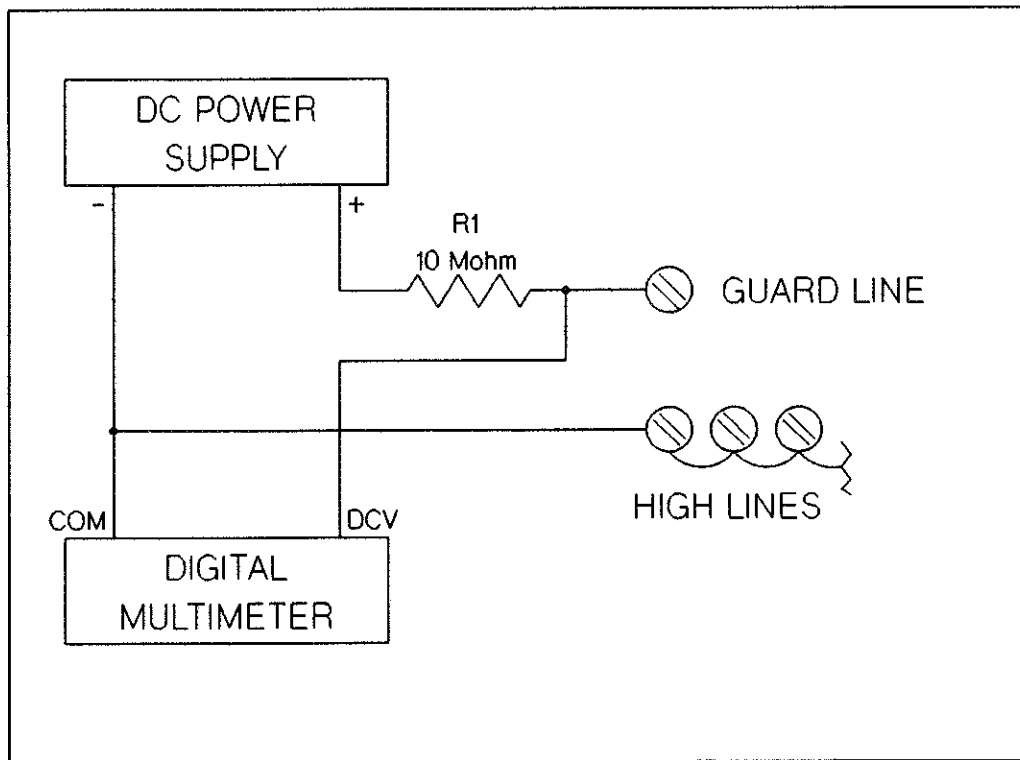 DC POWER
SUPPLY
-
+
R1
10 Mohm
GUARD LINE
HIGH LINES
COM
DCV
DIGITAL
MULTIMETER